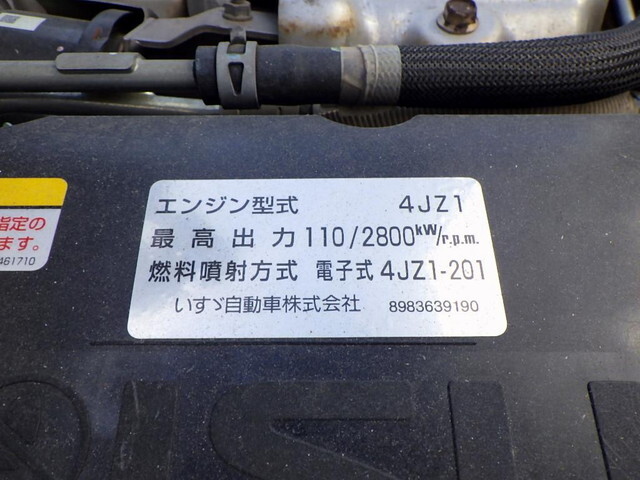 エンジン型式 4JZ1
最高出力 110/2800kW/r.p.m.
燃料噴射方式 電子式 4JZ1-201
いすゞ自動車株式会社 8983639190
指定の
ます。
461710